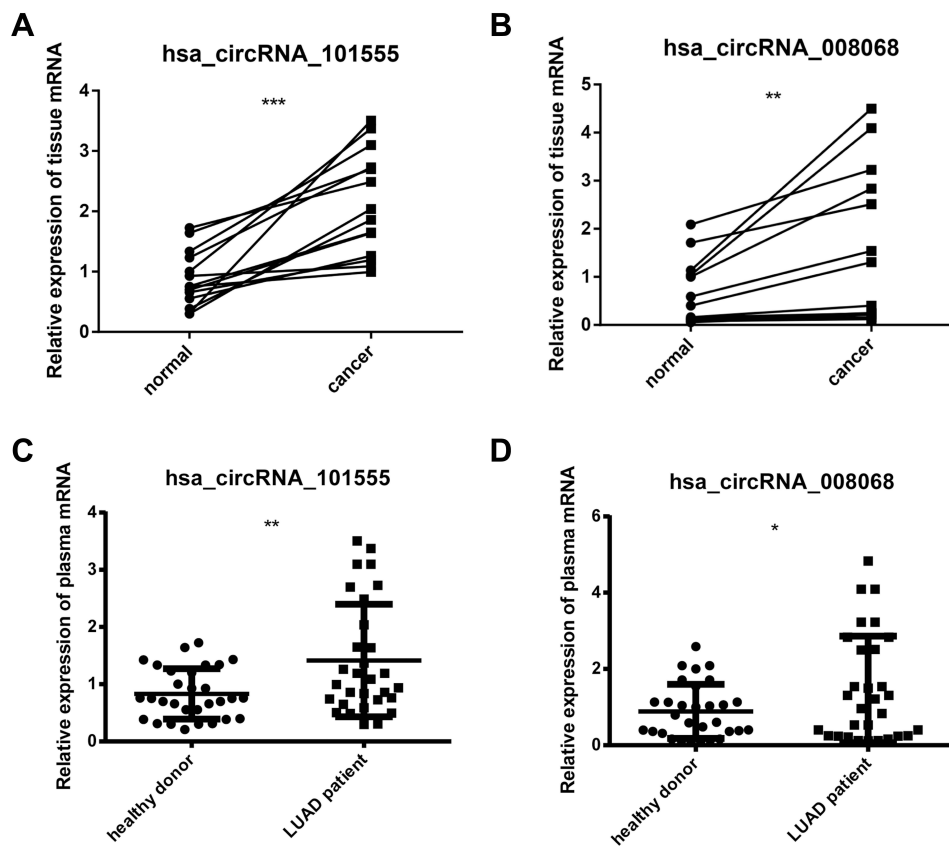 A
hsa_circRNA_101555
Relative expression of tissue mRNA
4
3
2
1
0
***
normal
cancer
B
hsa_circRNA_008068
Relative expression of tissue mRNA
5
4
3
2
1
0
**
normal
cancer
C
hsa_circRNA_101555
Relative expression of plasma mRNA
4
3
2
1
0
**
healthy donor
LUAD patient
D
hsa_circRNA_008068
Relative expression of plasma mRNA
6
4
2
0
*
healthy donor
LUAD patient